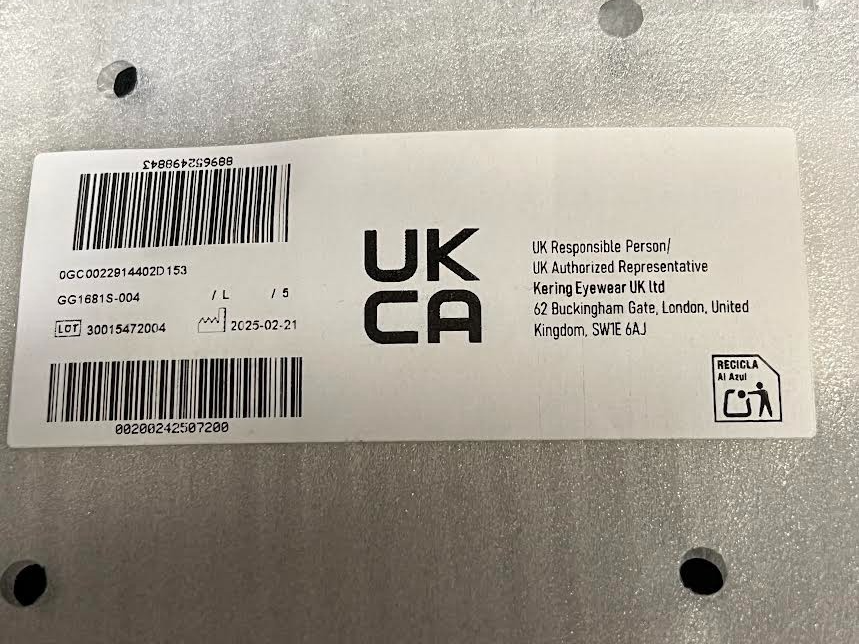 889652498843
0GC0022914402D153
GG1681S-004 / L / 5
LOT 30015472004 2025-02-21
00200242507200
UK
CA
UK Responsible Person/
UK Authorized Representative
Kering Eyewear UK ltd
62 Buckingham Gate, London, United
Kingdom, SW1E 6AJ
RECICLA
Al Azul